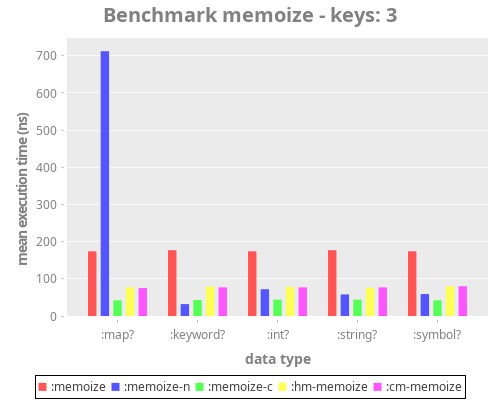 Benchmark memoize - keys: 3
mean execution time (ns)
700
600
500
400
300
200
100
0
:map? :keyword? :int? :string? :symbol?
data type
:memoize :memoize-n :memoize-c :hm-memoize :cm-memoize